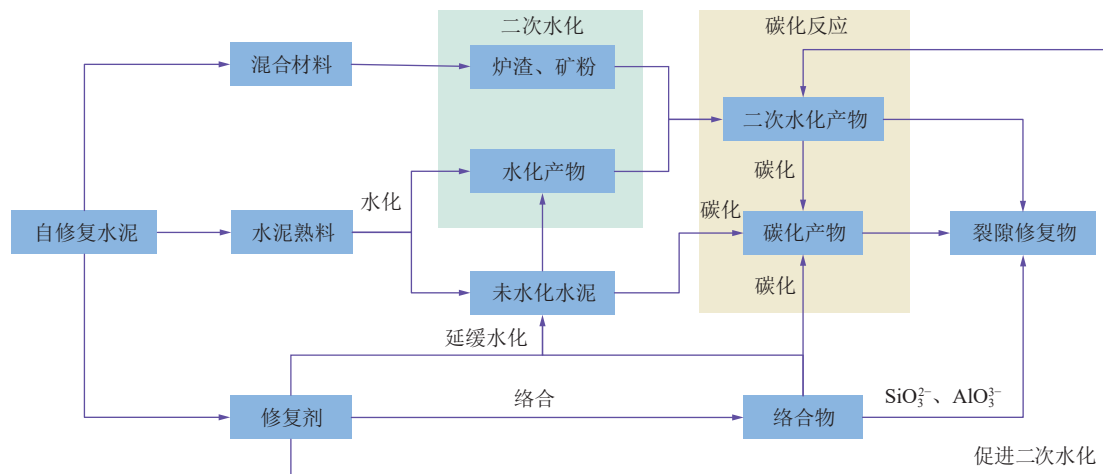 二次水化
碳化反应
混合材料
炉渣、矿粉
二次水化产物
水化产物
碳化
水化
碳化
自修复水泥
水泥熟料
碳化产物
裂隙修复物
未水化水泥
碳化
延缓水化
修复剂
络合
络合物
SiO₃²⁻、AlO₃³⁻
促进二次水化